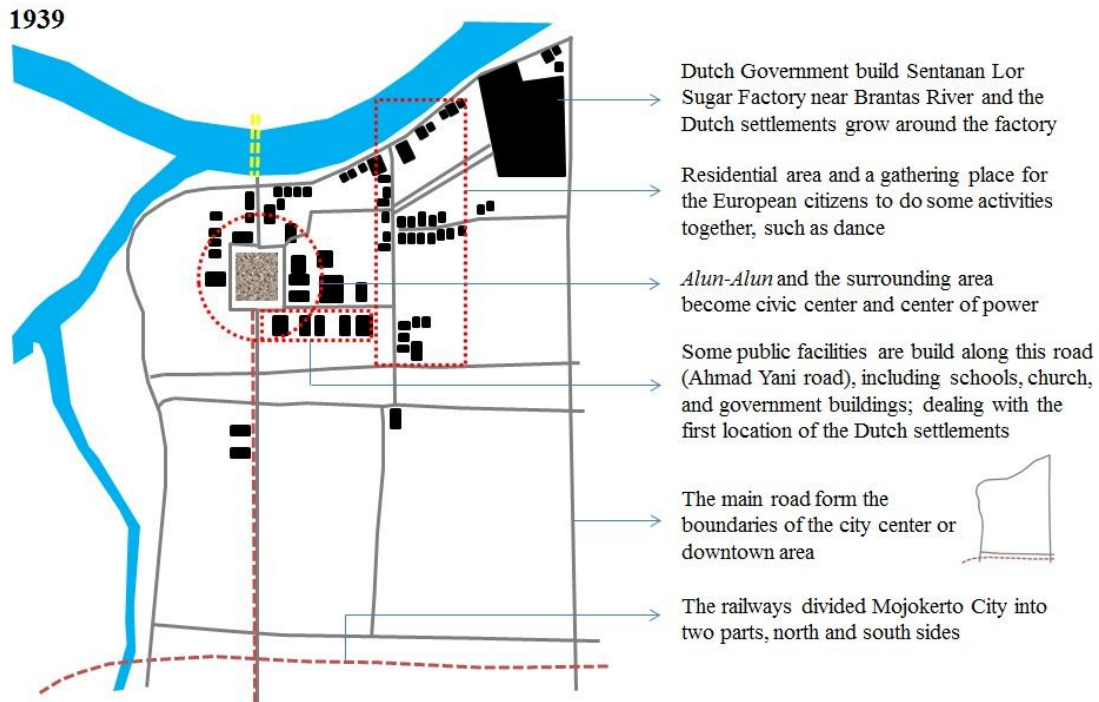 1939
Dutch Government build Sentanan Lor
Sugar Factory near Brantas River and the
Dutch settlements grow around the factory
Residential area and a gathering place for
the European citizens to do some activities
together, such as dance
Alun-Alun and the surrounding area
become civic center and center of power
Some public facilities are build along this road
(Ahmad Yani road), including schools, church,
and government buildings; dealing with the
first location of the Dutch settlements
The main road form the
boundaries of the city center or
downtown area
The railways divided Mojokerto City into
two parts, north and south sides